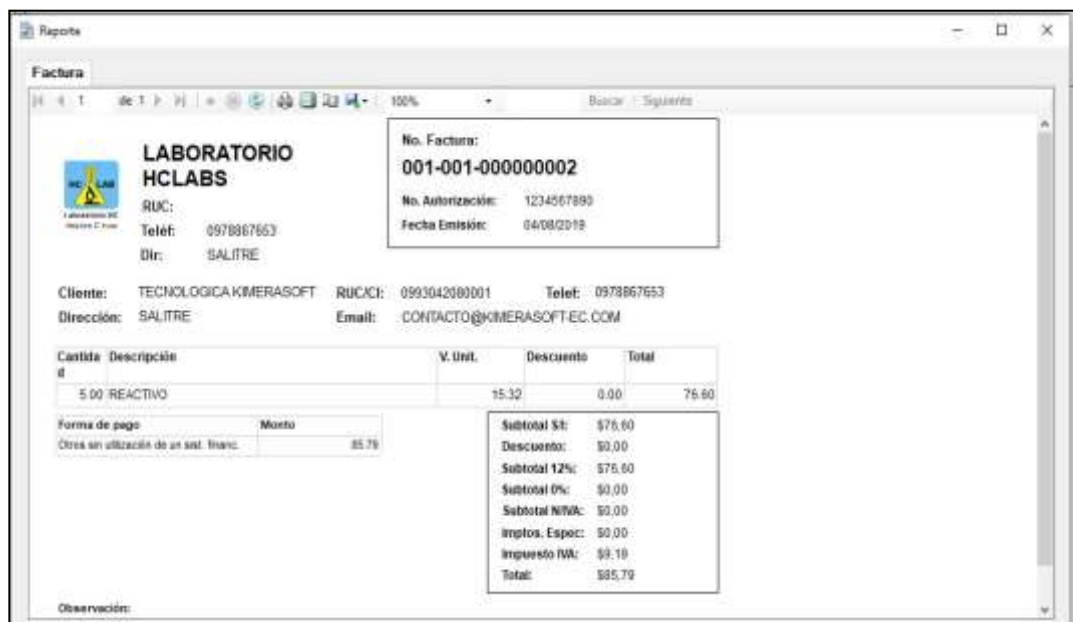 Reporte
Factura
1 de 1 100% Buscar Siguiente
LABORATORIO
HCLABS
RUC:
Teléf: 0978867653
Dir: SALITRE
No. Factura:
001-001-000000002
No. Autorización: 1234567890
Fecha Emisión: 04/08/2019
HC LAB
Laboratorio HC
Cliente: TECNOLOGICA KIMERASOFT RUC/CI: 0993042080001 Telef: 0978867653
Dirección: SALITRE Email: CONTACTO@KIMERASOFT-EC.COM
Cantida Descripción V. Unit. Descuento Total
d
5.00 REACTIVO 15.32 0.00 76.60
Forma de pago Monto
Otros sin utilización de un sist. financ. 85.79
Subtotal S/I: $76,60
Descuento: $0,00
Subtotal 12%: $76,60
Subtotal 0%: $0,00
Subtotal N/IVA: $0,00
Imptos. Espec: $0,00
Impuesto IVA: $9,19
Total: $85,79
Observación: